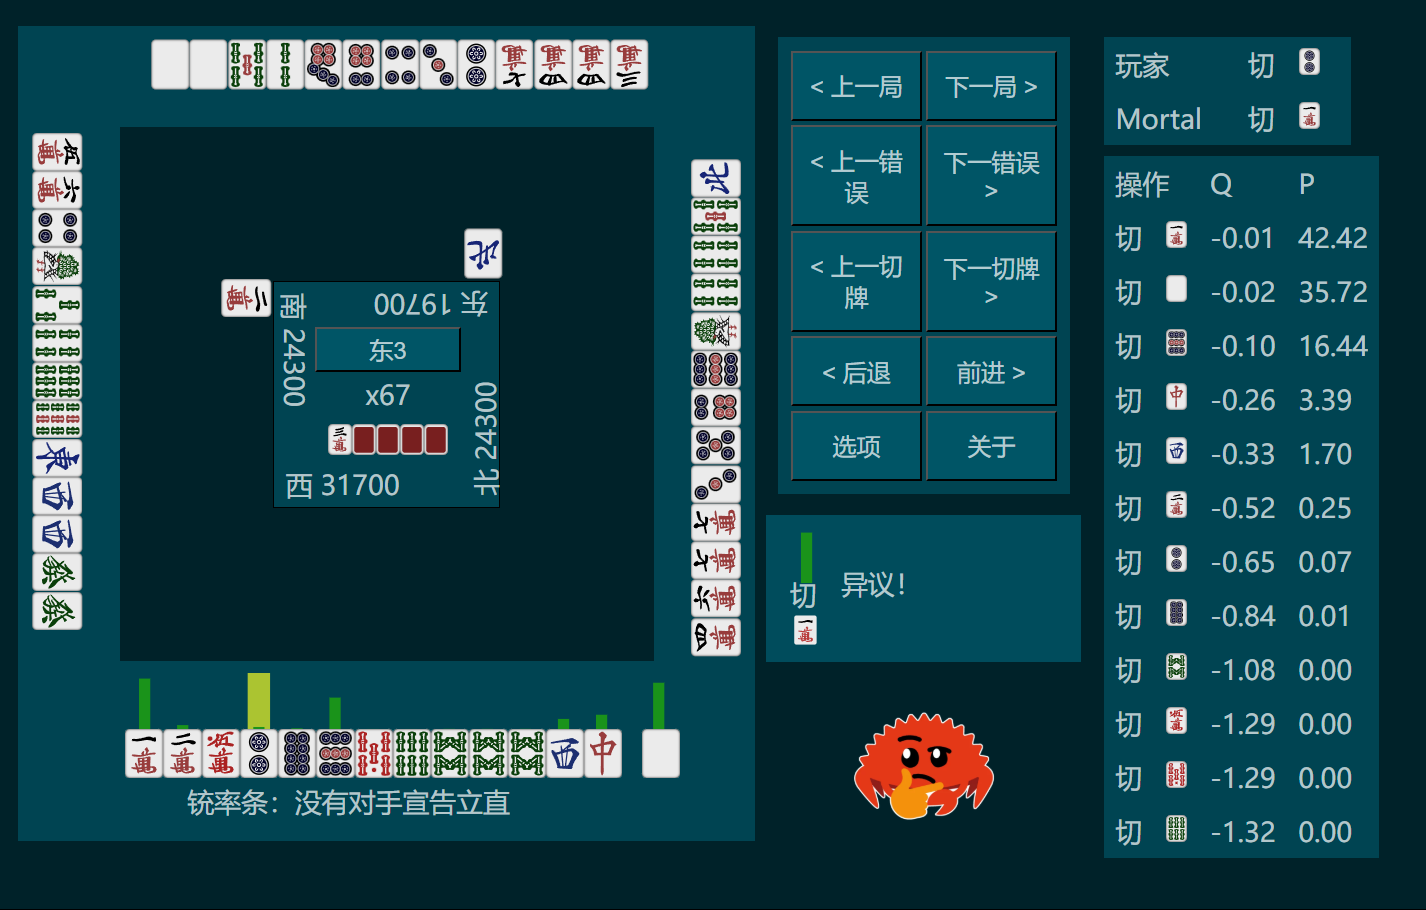 东 19700
南 24300
东3
x67
北 24300
西 31700
铳率条：没有对手宣告立直
< 上一局
下一局 >
< 上一错
误
下一错误
>
< 上一切
牌
下一切牌
>
< 后退
前进 >
选项
关于
切
异议！
玩家 切
Mortal 切
操作 Q P
切 -0.01 42.42
切 -0.02 35.72
切 -0.10 16.44
切 -0.26 3.39
切 -0.33 1.70
切 -0.52 0.25
切 -0.65 0.07
切 -0.84 0.01
切 -1.08 0.00
切 -1.29 0.00
切 -1.29 0.00
切 -1.32 0.00